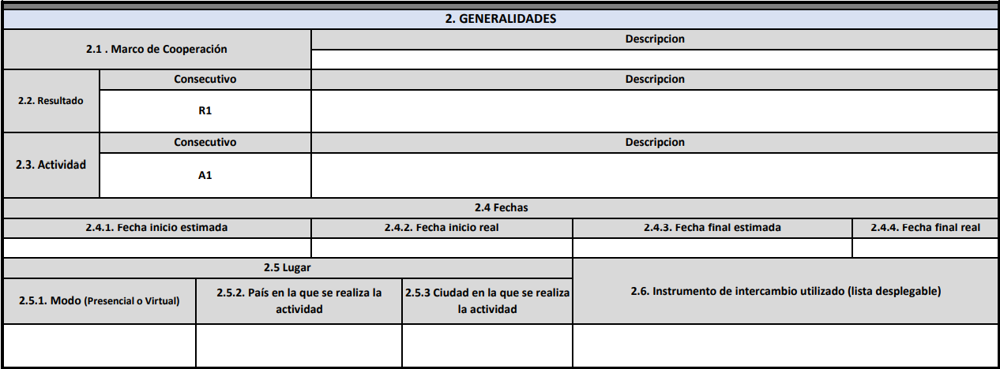 2. GENERALIDADES
2.1 . Marco de Cooperación
Descripcion
2.2. Resultado
Consecutivo
Descripcion
R1
2.3. Actividad
Consecutivo
Descripcion
A1
2.4 Fechas
2.4.1. Fecha inicio estimada
2.4.2. Fecha inicio real
2.4.3. Fecha final estimada
2.4.4. Fecha final real
2.5 Lugar
2.6. Instrumento de intercambio utilizado (lista desplegable)
2.5.1. Modo (Presencial o Virtual)
2.5.2. País en la que se realiza la
actividad
2.5.3 Ciudad en la que se realiza
la actividad